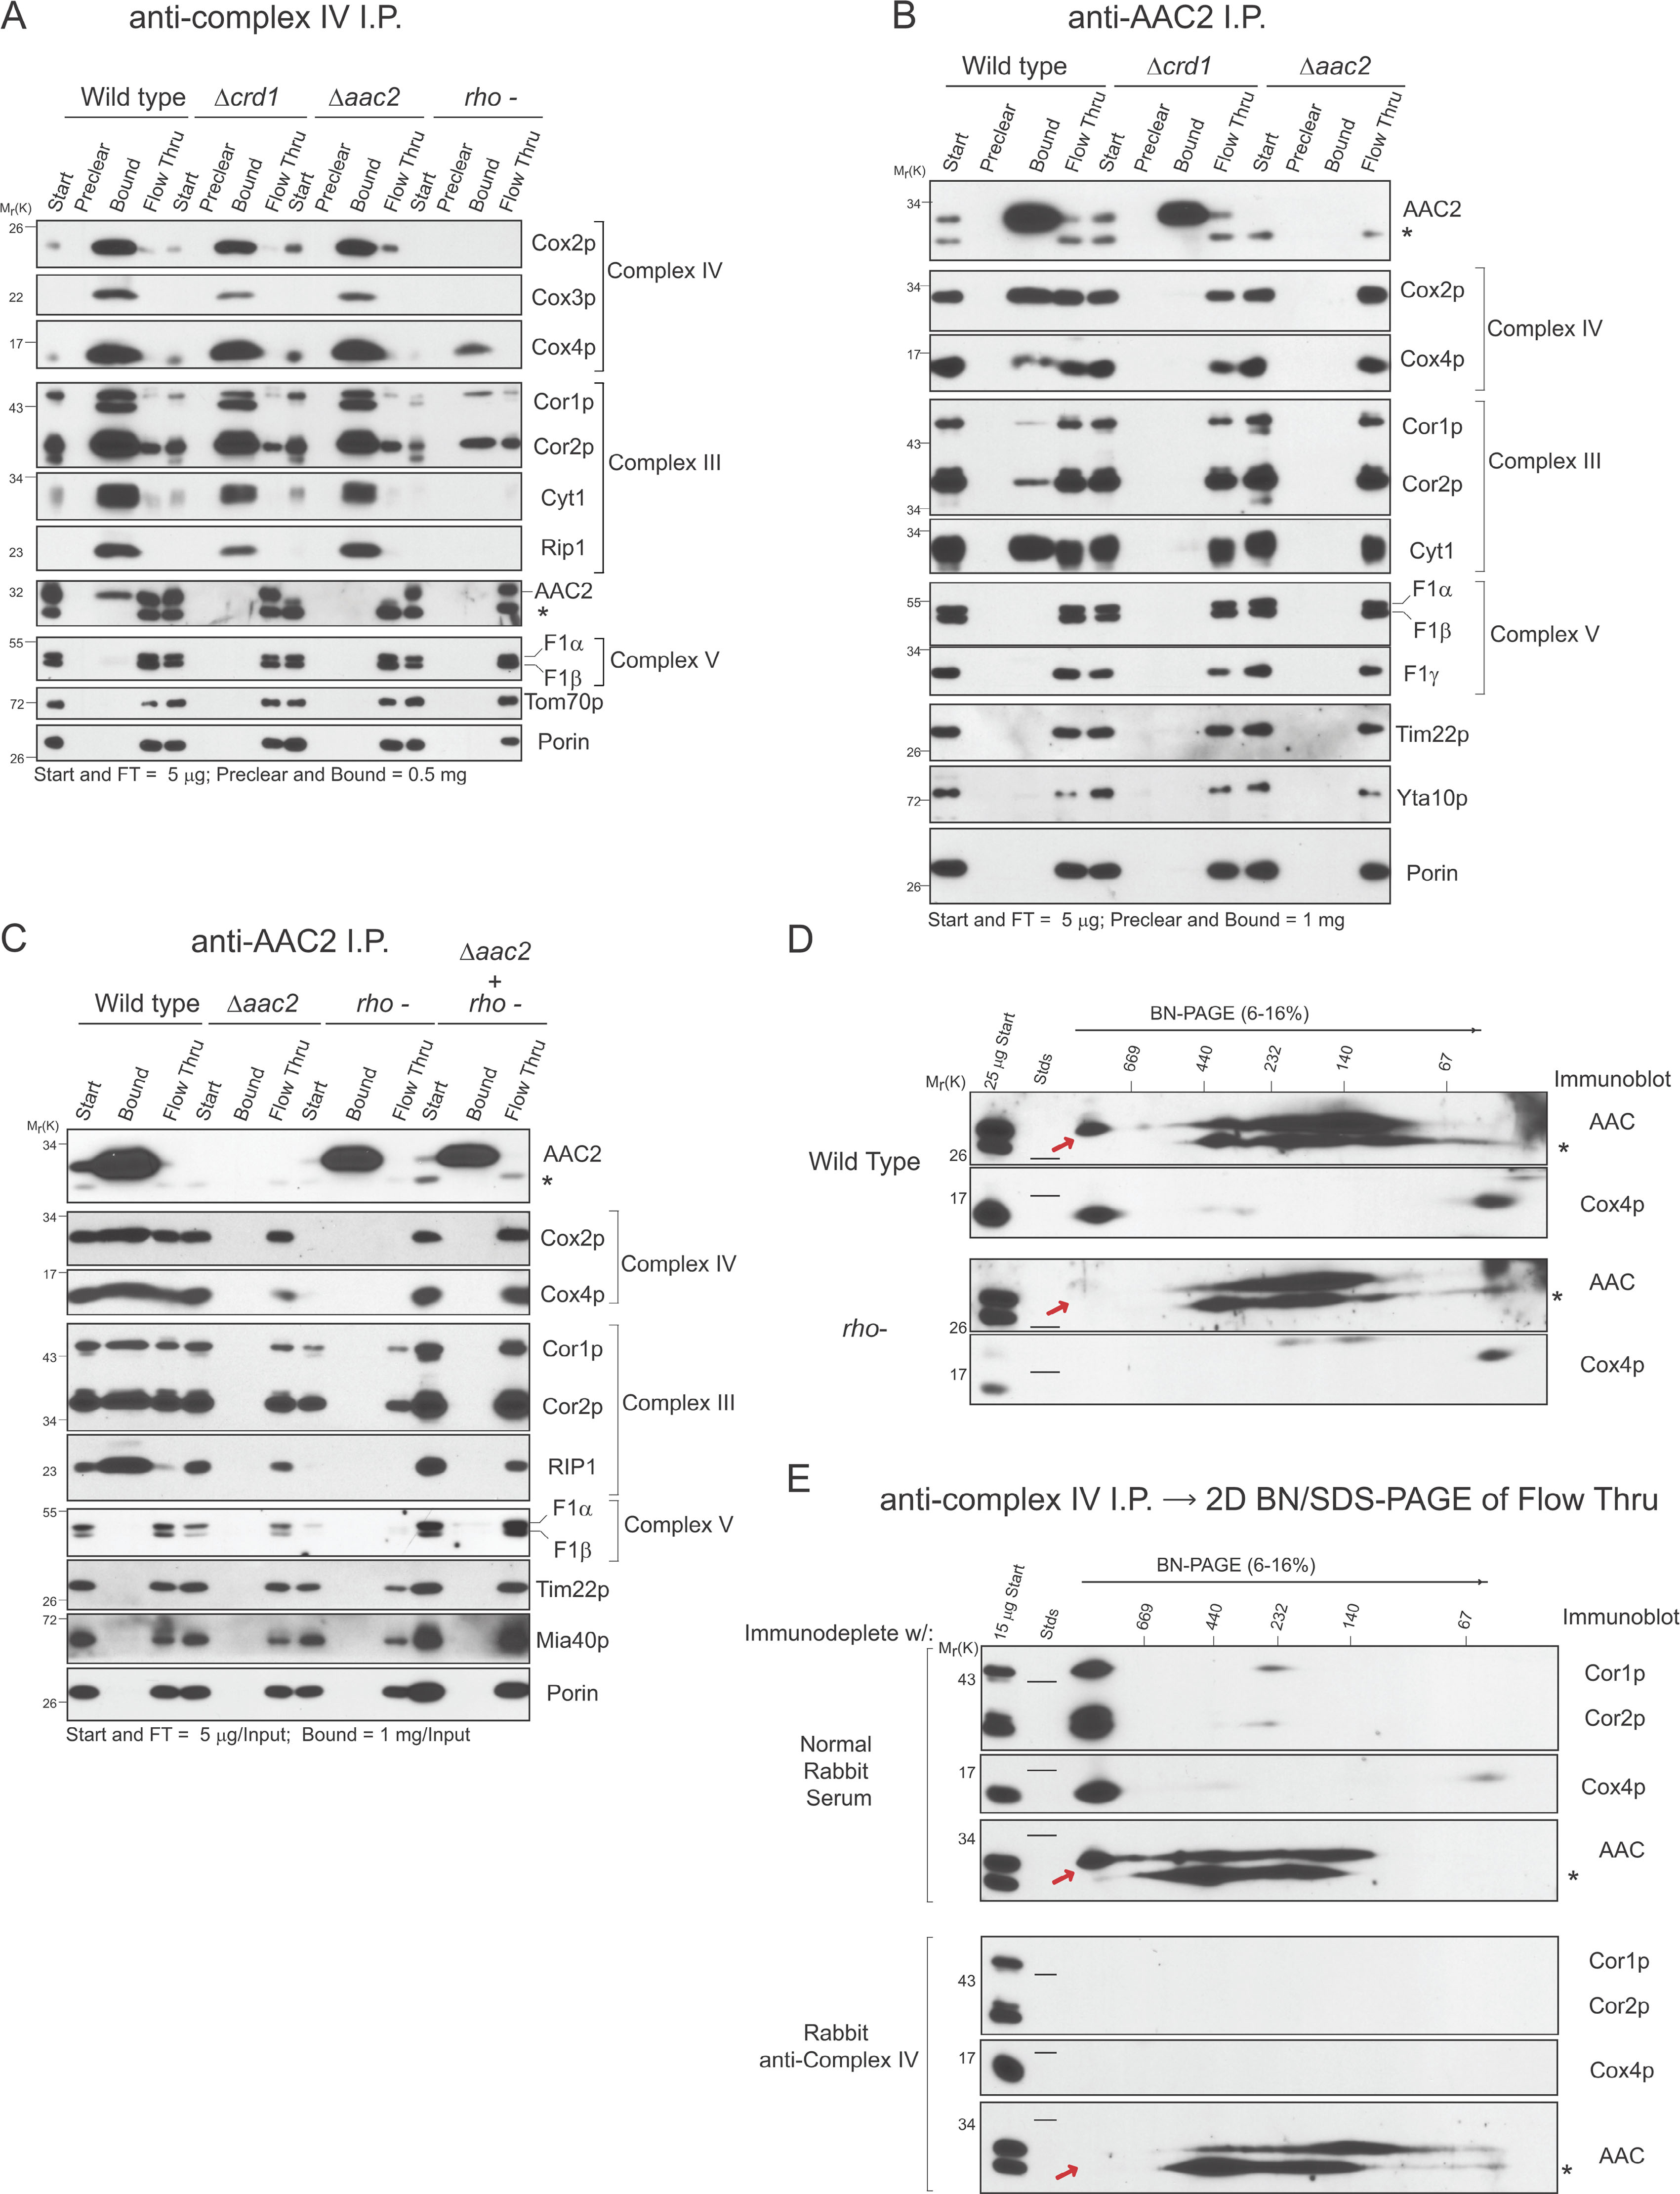 A
anti-complex IV I.P.
Wild type
Δcrd1
Δaac2
rho -
Start
Preclear
Bound
Flow Thru
Start
Preclear
Bound
Flow Thru
Start
Preclear
Bound
Flow Thru
Start
Preclear
Bound
Flow Thru
Mr(K)
26
Cox2p
Complex IV
22
Cox3p
17
Cox4p
Cor1p
43
Cor2p
Complex III
34
Cyt1
23
Rip1
32
AAC2
*
55
F1α
Complex V
F1β
72
Tom70p
Porin
26
Start and FT = 5 μg; Preclear and Bound = 0.5 mg
B
anti-AAC2 I.P.
Wild type
Δcrd1
Δaac2
Start
Preclear
Bound
Flow Thru
Start
Preclear
Bound
Flow Thru
Start
Preclear
Bound
Flow Thru
Mr(K)
34
AAC2
*
34
Cox2p
Complex IV
17
Cox4p
Cor1p
43
Complex III
Cor2p
34
34
Cyt1
55
F1α
F1β
Complex V
34
F1γ
Tim22p
26
Yta10p
72
Porin
26
Start and FT = 5 μg; Preclear and Bound = 1 mg
C
anti-AAC2 I.P.
Δaac2
+
Wild type
Δaac2
rho -
rho -
Start
Bound
Flow Thru
Start
Bound
Flow Thru
Start
Bound
Flow Thru
Start
Bound
Flow Thru
Mr(K)
34
AAC2
*
34
Cox2p
Complex IV
17
Cox4p
Cor1p
43
Complex III
Cor2p
34
23
RIP1
55
F1α
Complex V
F1β
Tim22p
26
72
Mia40p
Porin
26
Start and FT = 5 μg/Input; Bound = 1 mg/Input
D
BN-PAGE (6-16%)
25 μg Start
Stds
669
440
232
140
67
Mr(K)
Immunoblot
AAC
*
26
Wild Type
17
Cox4p
AAC
*
26
rho-
17
Cox4p
E
anti-complex IV I.P. → 2D BN/SDS-PAGE of Flow Thru
BN-PAGE (6-16%)
15 μg Start
Stds
669
440
232
140
67
Immunoblot
Immunodeplete w/:
Mr(K)
43
Cor1p
Cor2p
Normal
Rabbit
Serum
17
Cox4p
34
AAC
*
Cor1p
43
Cor2p
Rabbit
anti-Complex IV
17
Cox4p
34
AAC
*